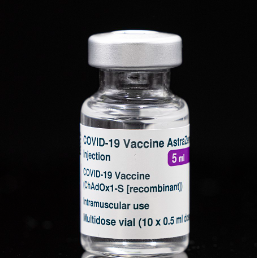 COVID-19 Vaccine
Injection
5 ml
COVID-19 Vaccine
ChAdOx1-S [recombinant])
Intramuscular use
Multidose vial (10 x 0.5 ml